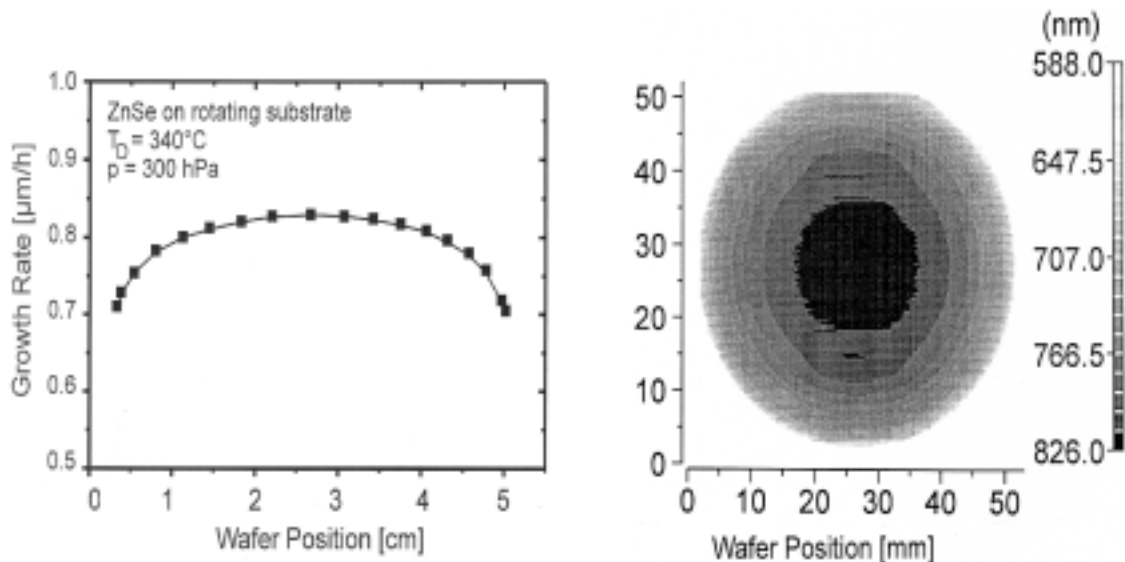 ZnSe on rotating substrate
T_D = 340°C
p = 300 hPa
Growth Rate [µm/h]
1.0
0.9
0.8
0.7
0.6
0.5
0 1 2 3 4 5
Wafer Position [cm]
(nm)
588.0
647.5
707.0
766.5
826.0
50
40
30
20
10
0
0 10 20 30 40 50
Wafer Position [mm]